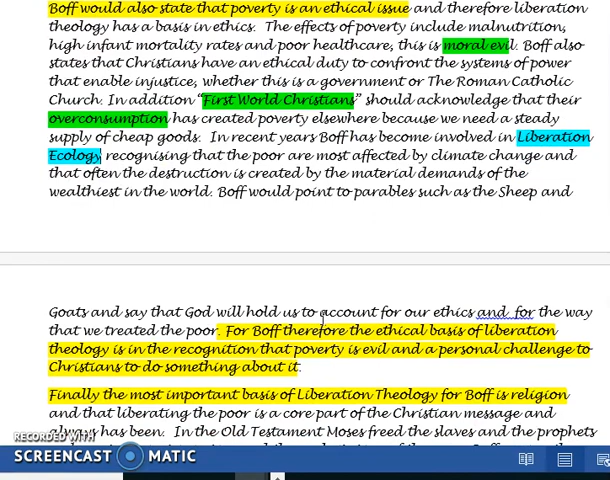 Boff would also state that poverty is an ethical issue and therefore liberation
theology has a basis in ethics. The effects of poverty include malnutrition,
high infant mortality rates and poor healthcare, this is moral evil. Boff also
states that Christians have an ethical duty to confront the systems of power
that enable injustice, whether this is a government or The Roman Catholic
Church. In addition "First World Christians" should acknowledge that their
overconsumption has created poverty elsewhere because we need a steady
supply of cheap goods. In recent years Boff has become involved in Liberation
Ecology recognising that the poor are most affected by climate change and
that often the destruction is created by the material demands of the
wealthiest in the world. Boff would point to parables such as the Sheep and
Goats and say that God will hold us to account for our ethics and for the way
that we treated the poor. For Boff therefore the ethical basis of liberation
theology is in the recognition that poverty is evil and a personal challenge to
Christians to do something about it.
Finally the most important basis of Liberation Theology for Boff is religion
and that liberating the poor is a core part of the Christian message and
always has been. In the Old Testament Moses freed the slaves and the prophets
RECORDED WITH
SCREENCAST MATIC